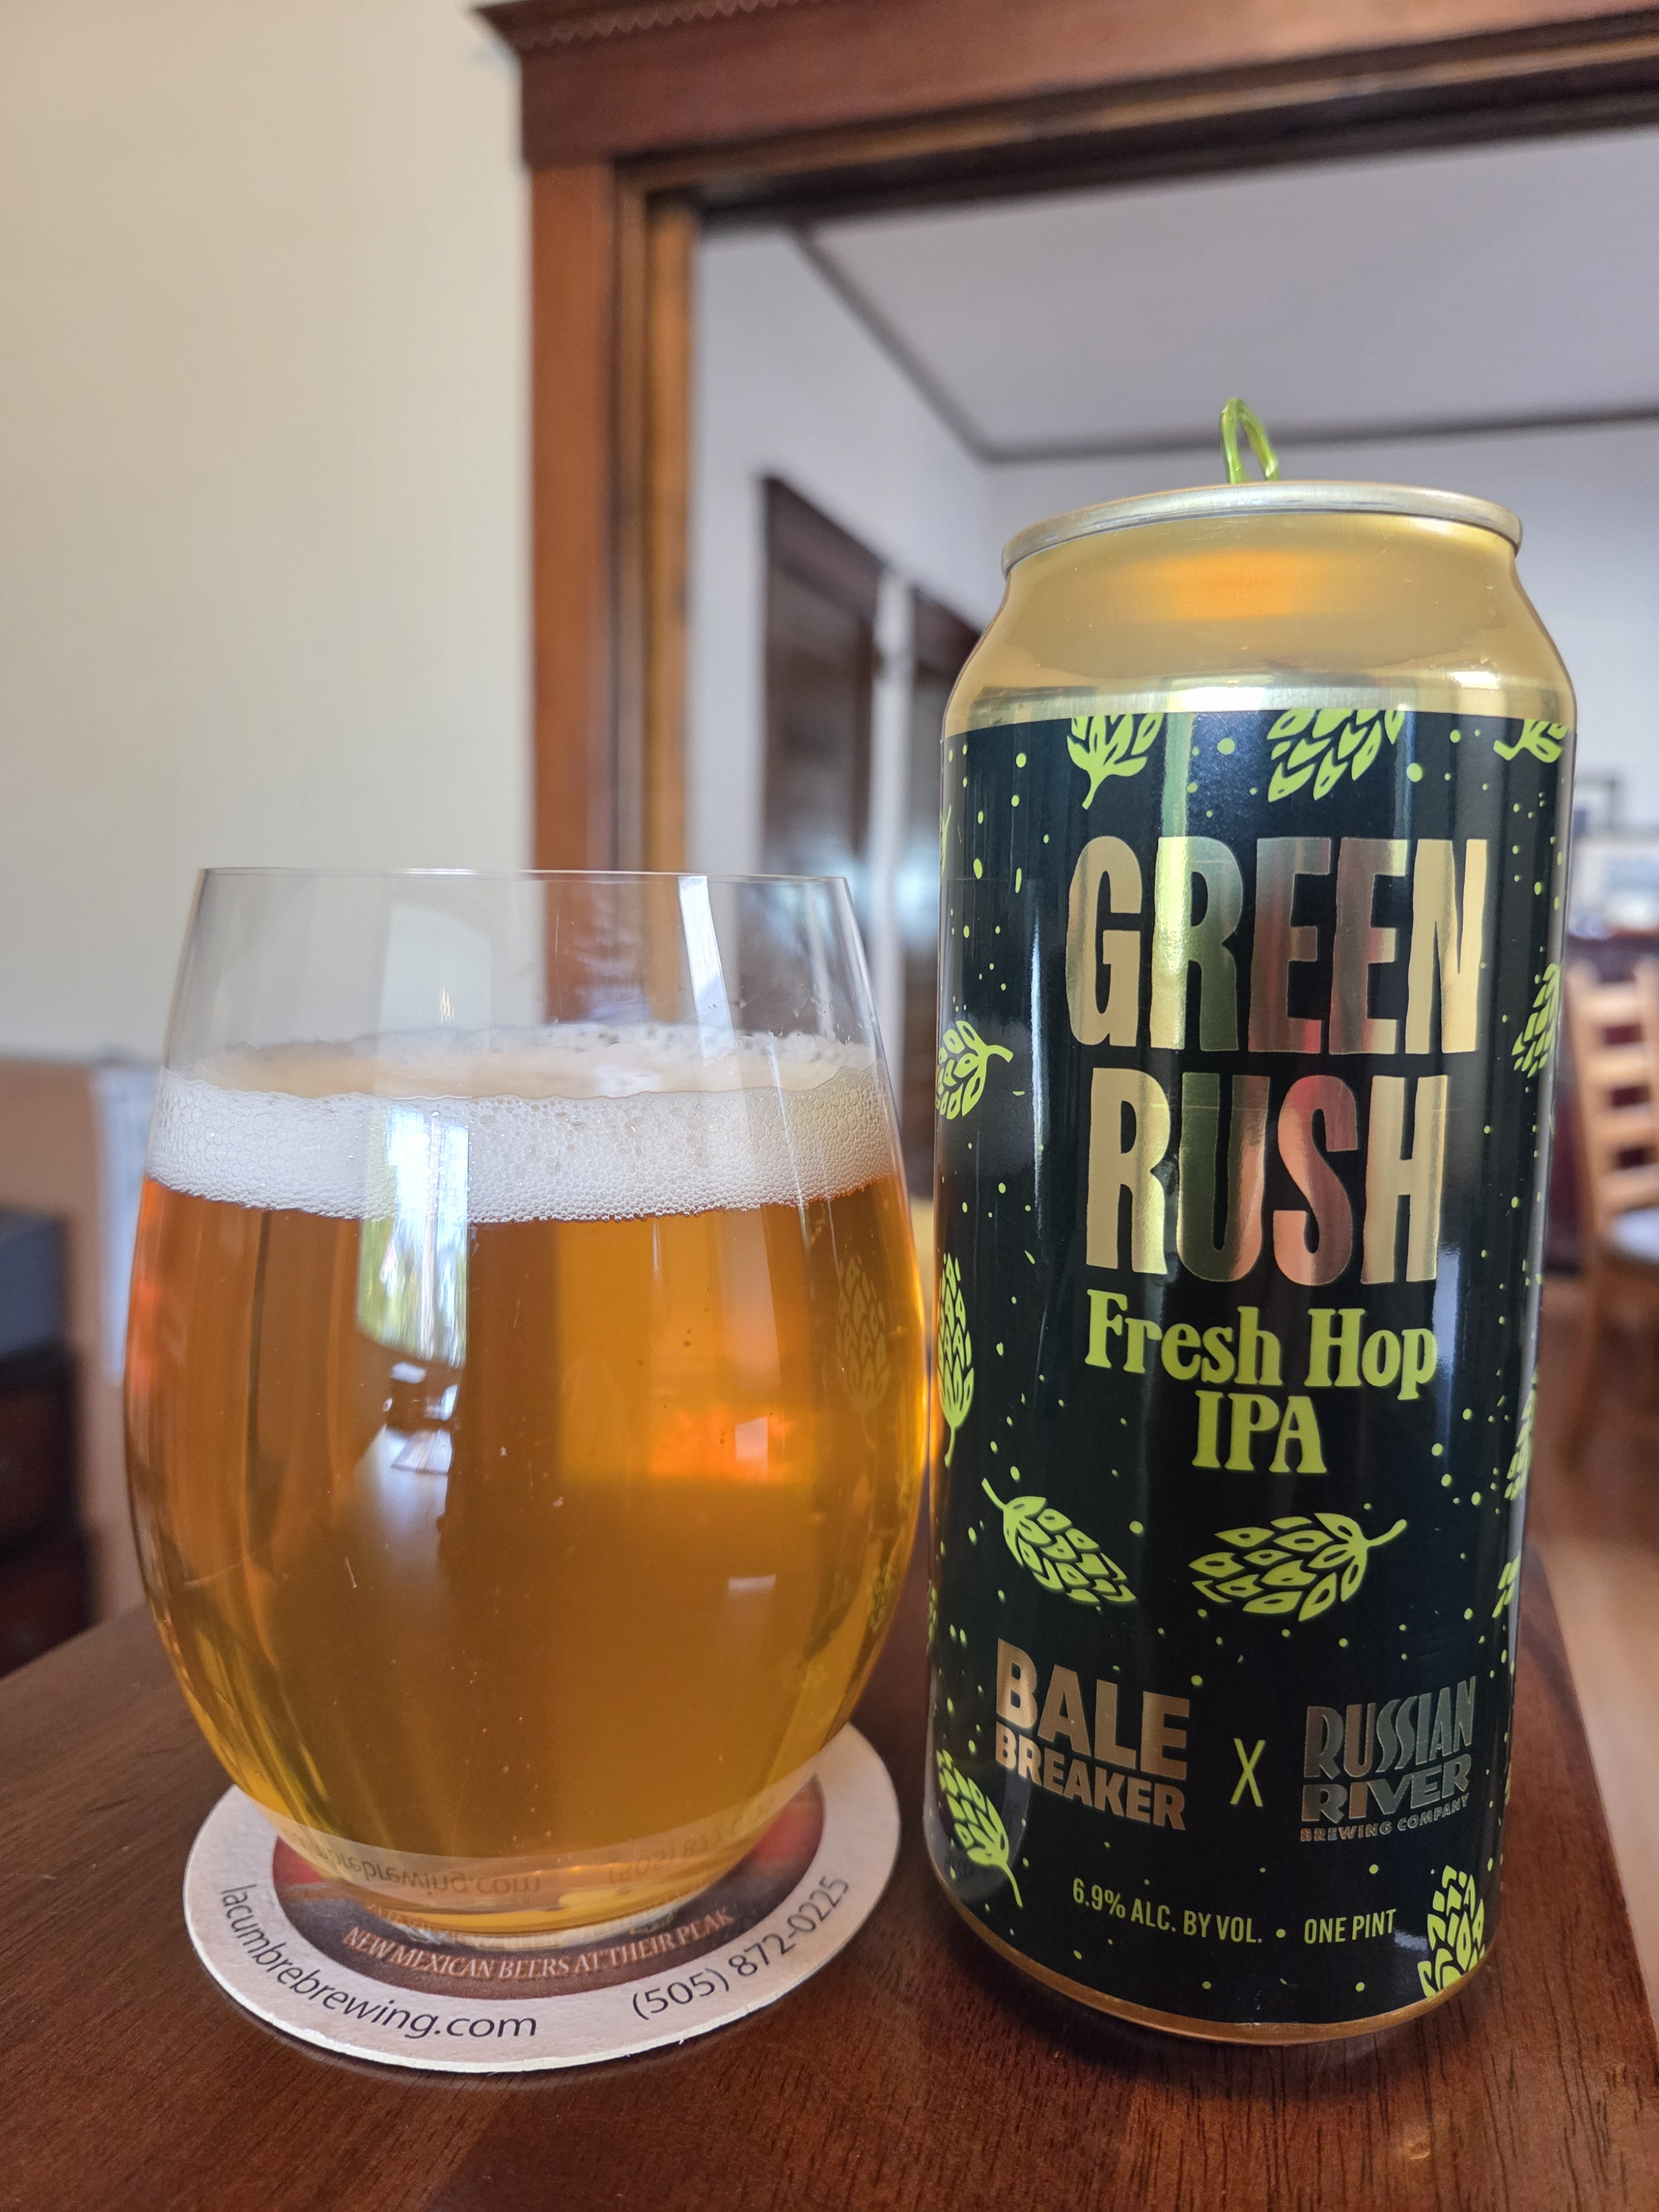 GREEN
RUSH
Fresh Hop
IPA
BALE
BREAKER
X
RUSSIAN
RIVER
BREWING COMPANY
6.9% ALC. BY VOL. • ONE PINT
NEW MEXICAN BEERS AT THEIR PEAK
lacumbrebrewing.com
(505) 872-0225